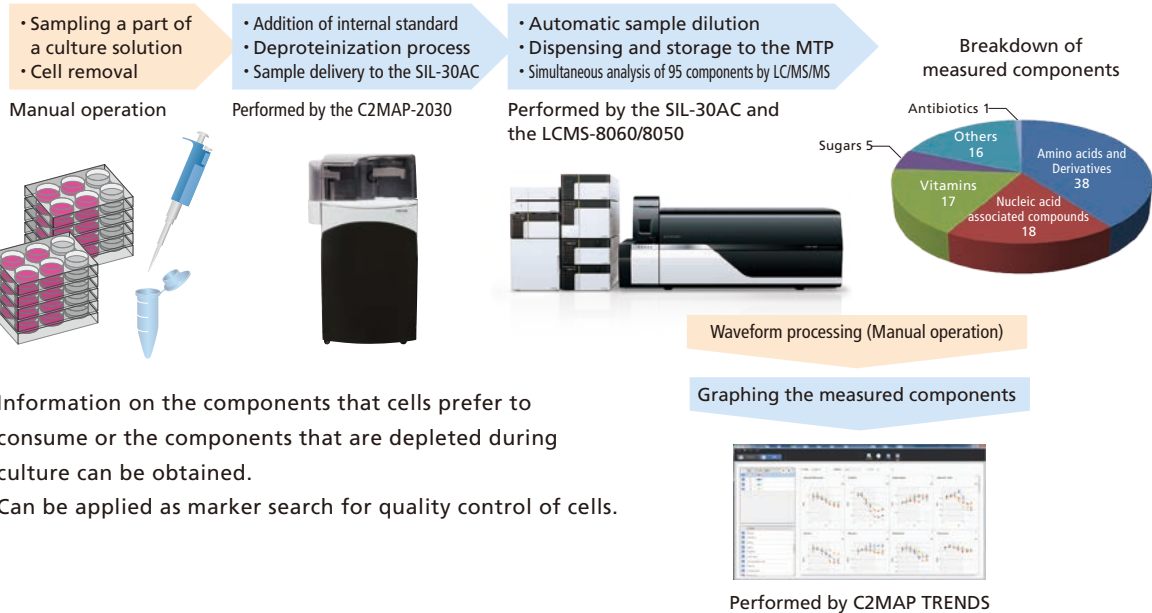 • Sampling a part of
a culture solution
• Cell removal
Manual operation
• Addition of internal standard
• Deproteinization process
• Sample delivery to the SIL-30AC
Performed by the C2MAP-2030
• Automatic sample dilution
• Dispensing and storage to the MTP
• Simultaneous analysis of 95 components by LC/MS/MS
Performed by the SIL-30AC and
the LCMS-8060/8050
Breakdown of
measured components
Antibiotics 1
Sugars 5
Others
16
Vitamins
17
Amino acids and
Derivatives
38
Nucleic acid
associated compounds
18
Waveform processing (Manual operation)
Graphing the measured components
Information on the components that cells prefer to
consume or the components that are depleted during
culture can be obtained.
Can be applied as marker search for quality control of cells.
Performed by C2MAP TRENDS